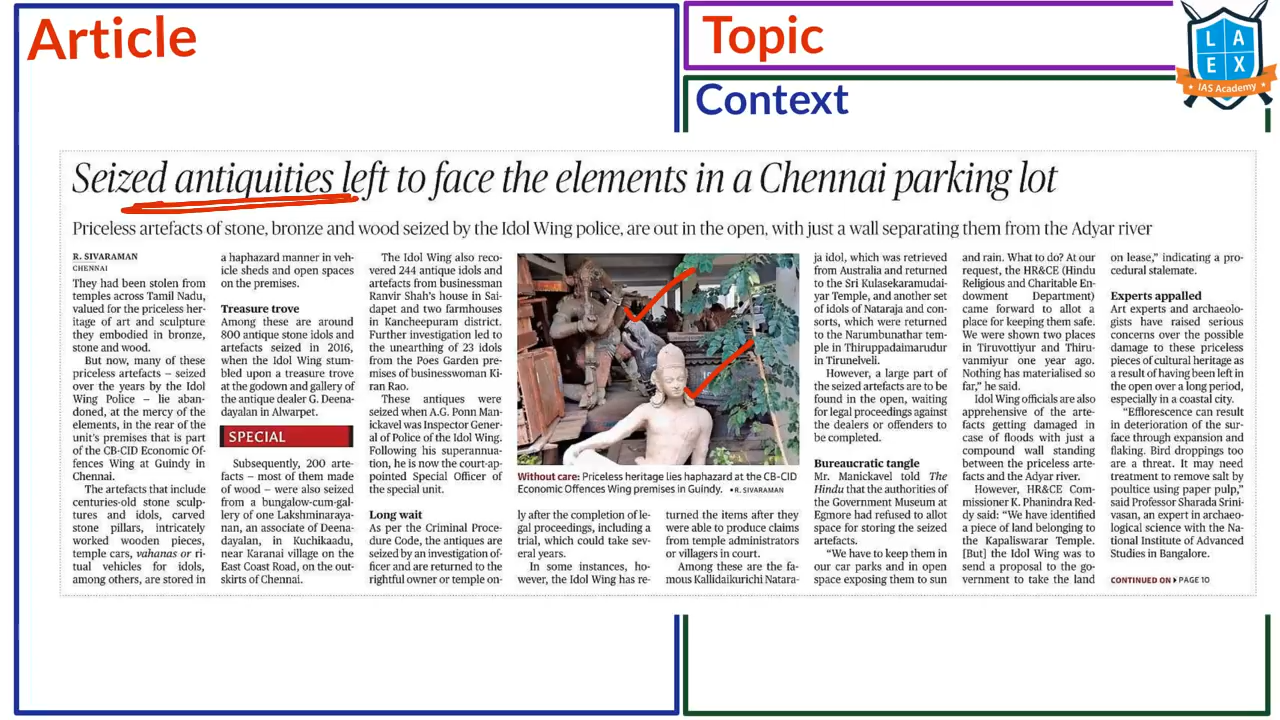 Article
Topic
Context
L A
E X
IAS Academy
Seized antiquities left to face the elements in a Chennai parking lot
Priceless artefacts of stone, bronze and wood seized by the Idol Wing police, are out in the open, with just a wall separating them from the Adyar river
R. SIVARAMAN
CHENNAI
They had been stolen from
temples across Tamil Nadu,
valued for the priceless her-
itage of art and sculpture
they embodied in bronze,
stone and wood.
But now, many of these
priceless artefacts – seized
over the years by the Idol
Wing Police – lie aban-
doned, at the mercy of the
elements, in the rear of the
unit's premises that is part
of the CB-CID Economic Of-
fences Wing at Guindy in
Chennai.
The artefacts that include
centuries-old stone sculp-
tures and idols, carved
stone pillars, intricately
worked wooden pieces,
temple cars, vahanas or ri-
tual vehicles for idols,
among others, are stored in
a haphazard manner in veh-
icle sheds and open spaces
on the premises.
Treasure trove
Among these are around
800 antique stone idols and
artefacts seized in 2016,
when the Idol Wing stum-
bled upon a treasure trove
at the godown and gallery of
the antique dealer G. Deena-
dayalan in Alwarpet.
SPECIAL
Subsequently, 200 arte-
facts – most of them made
of wood – were also seized
from a bungalow-cum-gal-
lery of one Lakshminaraya-
nan, an associate of Deena-
dayalan, in Kuchikaadu,
near Karanai village on the
East Coast Road, on the out-
skirts of Chennai.
The Idol Wing also reco-
vered 244 antique idols and
artefacts from businessman
Ranvir Shah's house in Sai-
dapet and two farmhouses
in Kancheepuram district.
Further investigation led to
the unearthing of 23 idols
from the Poes Garden pre-
mises of businesswoman Ki-
ran Rao.
These antiques were
seized when A.G. Ponn Man-
ickavel was Inspector Gener-
al of Police of the Idol Wing.
Following his superannua-
tion, he is now the court-ap-
pointed Special Officer of
the special unit.
Long wait
As per the Criminal Proce-
dure Code, the antiques are
seized by an investigation of-
ficer and are returned to the
rightful owner or temple on-
Without care: Priceless heritage lies haphazard at the CB-CID
Economic Offences Wing premises in Guindy. • R. SIVARAMAN
ly after the completion of le-
gal proceedings, including a
trial, which could take sev-
eral years.
In some instances, ho-
wever, the Idol Wing has re-
turned the items after they
were able to produce claims
from temple administrators
or villagers in court.
Among these are the fa-
mous Kallidaikurichi Natara-
ja idol, which was retrieved
from Australia and returned
to the Sri Kulasekaramudai-
yar Temple, and another set
of idols of Nataraja and con-
sorts, which were returned
to the Narumbunathar tem-
ple in Thiruppadaimarudur
in Tirunelveli.
However, a large part of
the seized artefacts are to be
found in the open, waiting
for legal proceedings against
the dealers or offenders to
be completed.
Bureaucratic tangle
Mr. Manickavel told The
Hindu that the authorities of
the Government Museum at
Egmore had refused to allot
space for storing the seized
artefacts.
“We have to keep them in
our car parks and in open
space exposing them to sun
and rain. What to do? At our
request, the HR&CE (Hindu
Religious and Charitable En-
dowment Department)
came forward to allot a
place for keeping them safe.
We were shown two places
in Tiruvottiyur and Thiru-
vanmiyur one year ago.
Nothing has materialised so
far,” he said.
Idol Wing officials are also
apprehensive of the arte-
facts getting damaged in
case of floods with just a
compound wall standing
between the priceless arte-
facts and the Adyar river.
However, HR&CE Com-
missioner K. Phanindra Red-
dy said: “We have identified
a piece of land belonging to
the Kapaliswarar Temple.
[But] the Idol Wing was to
send a proposal to the go-
vernment to take the land
on lease,” indicating a pro-
cedural stalemate.
Experts appalled
Art experts and archaeolo-
gists have raised serious
concerns over the possible
damage to these priceless
pieces of cultural heritage as
a result of having been left in
the open over a long period,
especially in a coastal city.
“Efflorescence can result
in deterioration of the sur-
face through expansion and
flaking. Bird droppings too
are a threat. It may need
treatment to remove salt by
poultice using paper pulp,”
said Professor Sharada Srini-
vasan, an expert in archaeo-
logical science with the Na-
tional Institute of Advanced
Studies in Bangalore.
CONTINUED ON ▸ PAGE 10